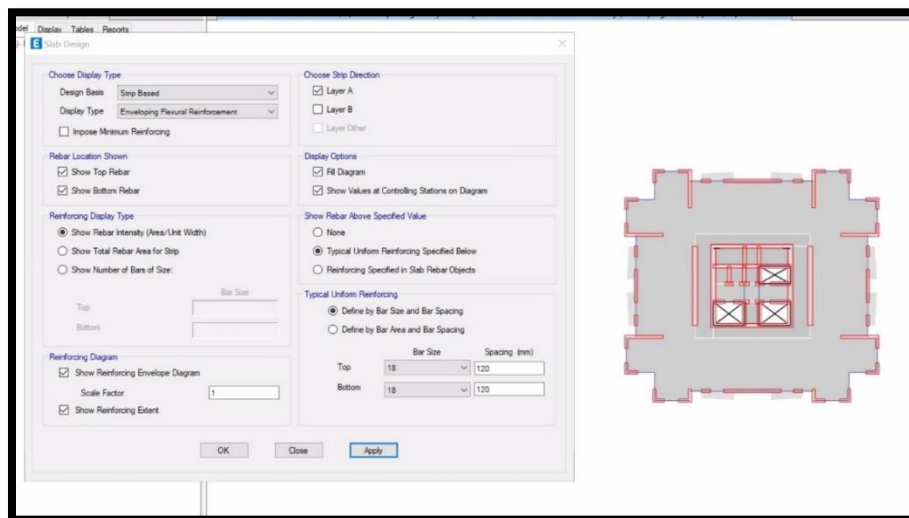 Display Tables Reports
E Slab Design
Choose Display Type
Design Basis Strip Based
Display Type Enveloping Flexural Reinforcement
Impose Minimum Reinforcing
Rebar Location Shown
Show Top Rebar
Show Bottom Rebar
Reinforcing Display Type
Show Rebar Intensity (Area/Unit Width)
Show Total Rebar Area for Strip
Show Number of Bars of Size:
Bar Size
Top
Bottom
Reinforcing Diagram
Show Reinforcing Envelope Diagram
Scale Factor 1
Show Reinforcing Extent
Choose Strip Direction
Layer A
Layer B
Layer Other
Display Options
Fill Diagram
Show Values at Controlling Stations on Diagram
Show Rebar Above Specified Value
None
Typical Uniform Reinforcing Specified Below
Reinforcing Specified in Slab Rebar Objects
Typical Uniform Reinforcing
Define by Bar Size and Bar Spacing
Define by Bar Area and Bar Spacing
Bar Size Spacing (mm)
Top 18 120
Bottom 18 120
OK Close Apply